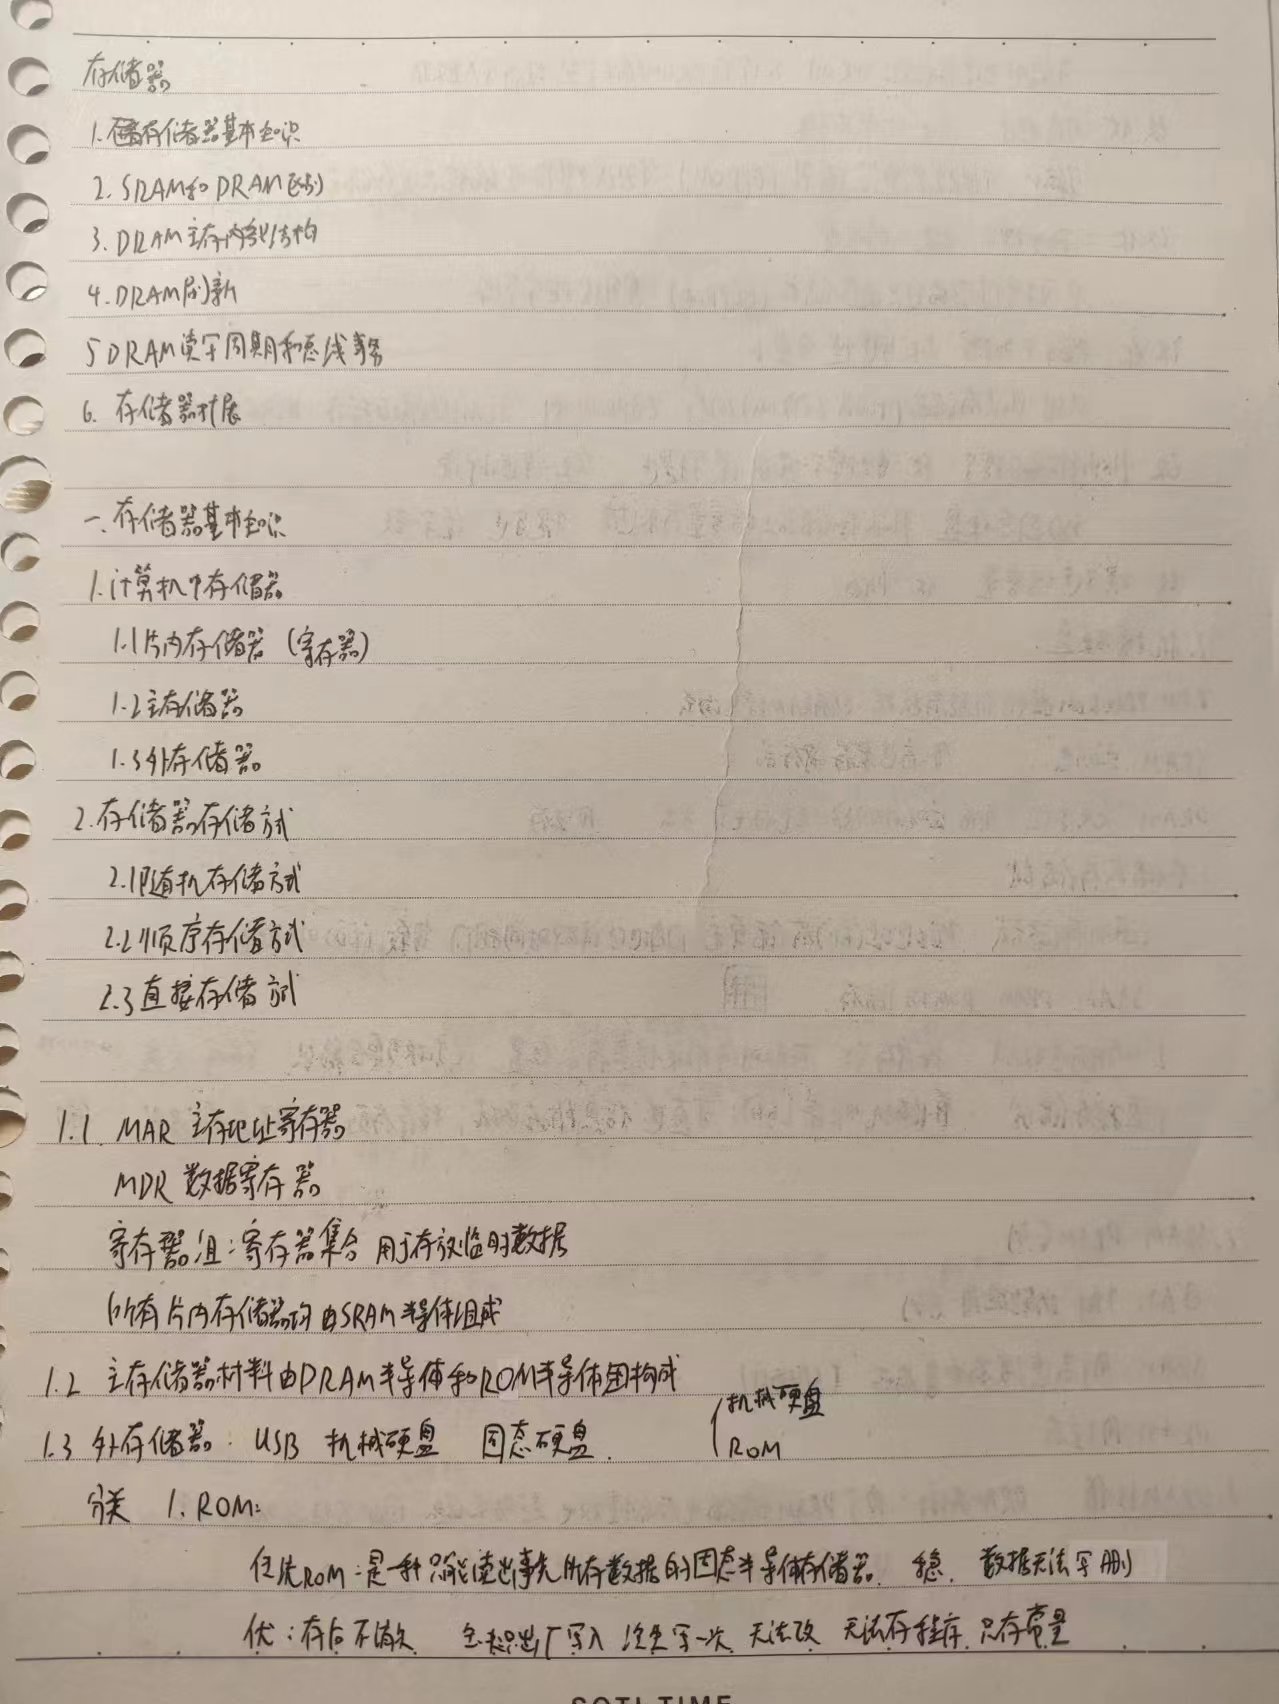 存储器
1.存储器基本知识
2.SRAM和DRAM区别
3.DRAM主存内部结构
4.DRAM刷新
5 DRAM读写周期和总线事务
6.存储器扩展
一.存储器基本知识
1.计算机中存储器
1.1片内存储器(寄存器)
1.2主存储器
1.3外存储器
2.存储器存储方式
2.1随机存储方式
2.2顺序存储方式
2.3直接存储方式
1.1.MAR 主存地址寄存器
MDR 数据寄存器
寄存器组:寄存器集合 用于存放临时数据
所有片内存储器均由SRAM半导体组成
1.2 主存储器材料由DRAM半导体和ROM半导体构成
机械硬盘
1.3 外存储器. USB 机械硬盘 固态硬盘.
ROM
分类 1.ROM:
传统ROM:是一种只能读出事先所存数据的固态半导体存储器. 稳. 数据无法写删
优:存后不消失 出厂写入 写一次 无法改 无法存程序 只存常量
SOTI TIME